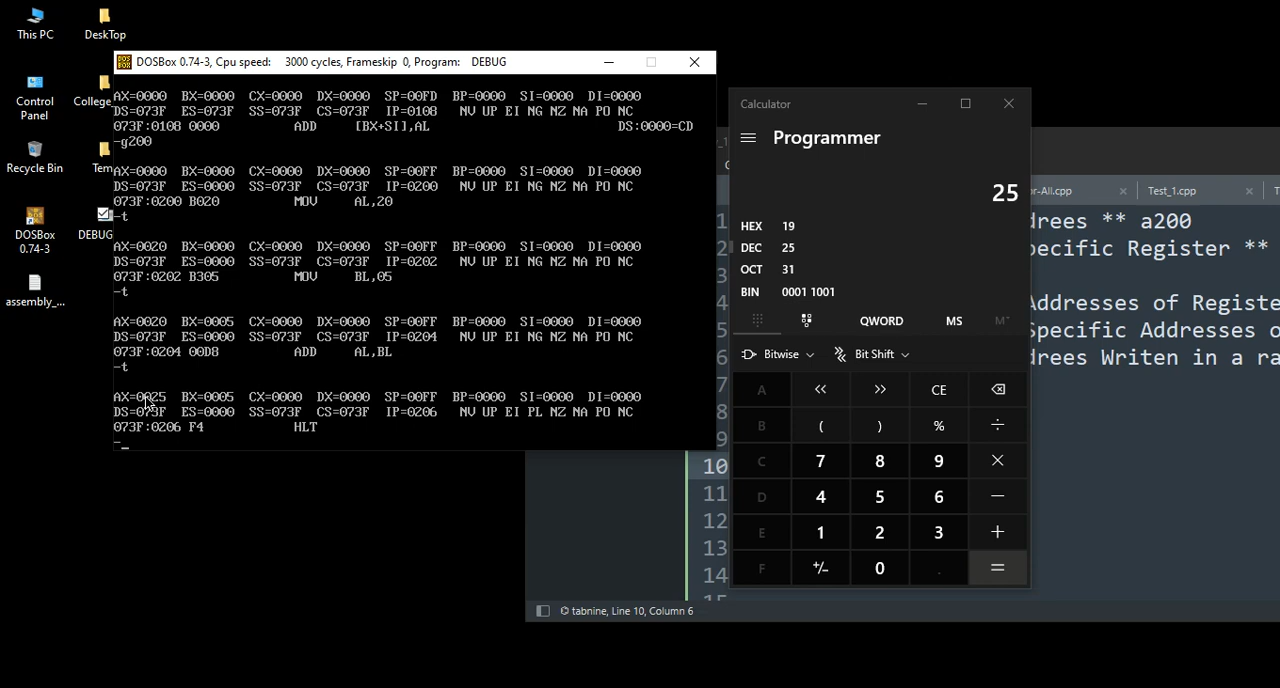 This PC
DeskTop
Control Panel
College
Recycle Bin
Tem
DOSBox 0.74-3
DEBUG
assembly_...
DOSBox 0.74-3, Cpu speed: 3000 cycles, Frameskip 0, Program: DEBUG
AX=0000 BX=0000 CX=0000 DX=0000 SP=00FD BP=0000 SI=0000 DI=0000
DS=073F ES=073F SS=073F CS=073F IP=0108 NV UP EI NG NZ NA PO NC
073F:0108 0000 ADD [BX+SI],AL DS:0000=CD
-g200
AX=0000 BX=0000 CX=0000 DX=0000 SP=00FF BP=0000 SI=0000 DI=0000
DS=073F ES=0000 SS=073F CS=073F IP=0200 NV UP EI NG NZ NA PO NC
073F:0200 B020 MOV AL,20
-t
AX=0020 BX=0000 CX=0000 DX=0000 SP=00FF BP=0000 SI=0000 DI=0000
DS=073F ES=0000 SS=073F CS=073F IP=0202 NV UP EI NG NZ NA PO NC
073F:0202 B305 MOV BL,05
-t
AX=0020 BX=0005 CX=0000 DX=0000 SP=00FF BP=0000 SI=0000 DI=0000
DS=073F ES=0000 SS=073F CS=073F IP=0204 NV UP EI NG NZ NA PO NC
073F:0204 00D8 ADD AL,BL
-t
AX=0025 BX=0005 CX=0000 DX=0000 SP=00FF BP=0000 SI=0000 DI=0000
DS=073F ES=0000 SS=073F CS=073F IP=0206 NV UP EI PL NZ NA PO NC
073F:0206 F4 HLT
-_
Calculator
Programmer
25
HEX 19
DEC 25
OCT 31
BIN 0001 1001
QWORD MS M˅
Bitwise Bit Shift
A << >> CE
B ( ) % ÷
C 7 8 9 ×
D 4 5 6 −
E 1 2 3 +
F +/- 0 . =
or-All.cpp × Test_1.cpp ×
drees ** a200
pecific Register **
Addresses of Registe
Specific Addresses o
drees Writen in a ra
10
11
12
13
14
15
tabnine, Line 10, Column 6